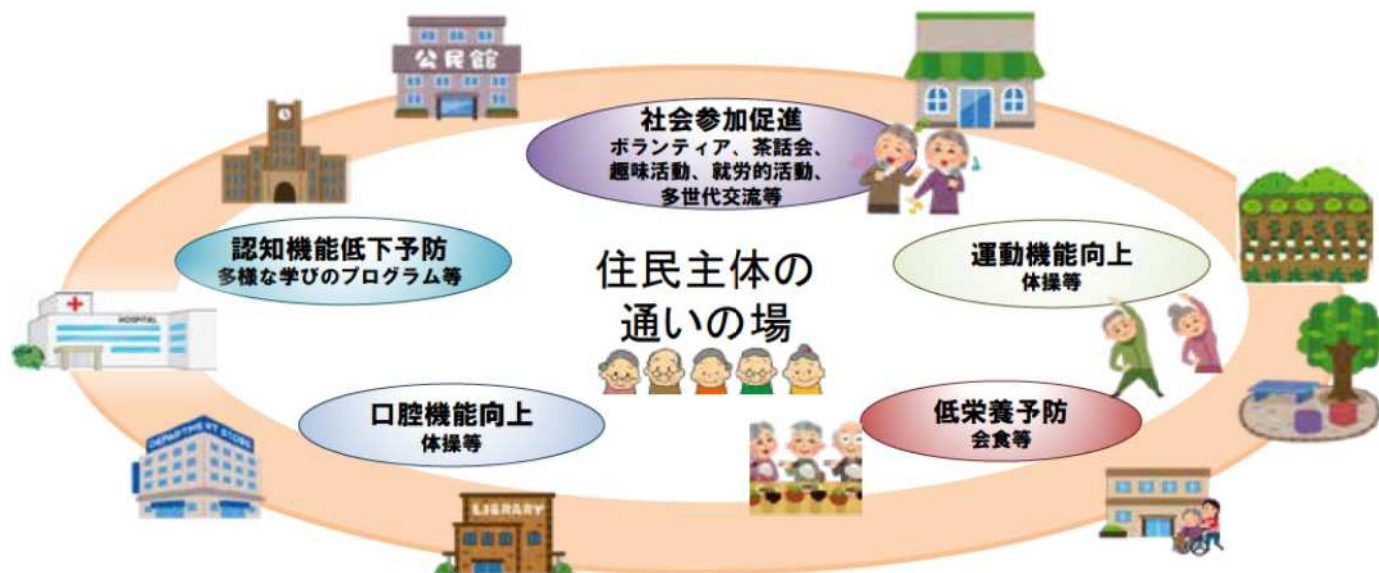 公民館
社会参加促進
ボランティア、茶話会、
趣味活動、就労的活動、
多世代交流等
認知機能低下予防
多様な学びのプログラム等
住民主体の
通いの場
運動機能向上
体操等
HOSPITAL
口腔機能向上
体操等
低栄養予防
会食等
DEPARTMENT STORE
LIBRARY